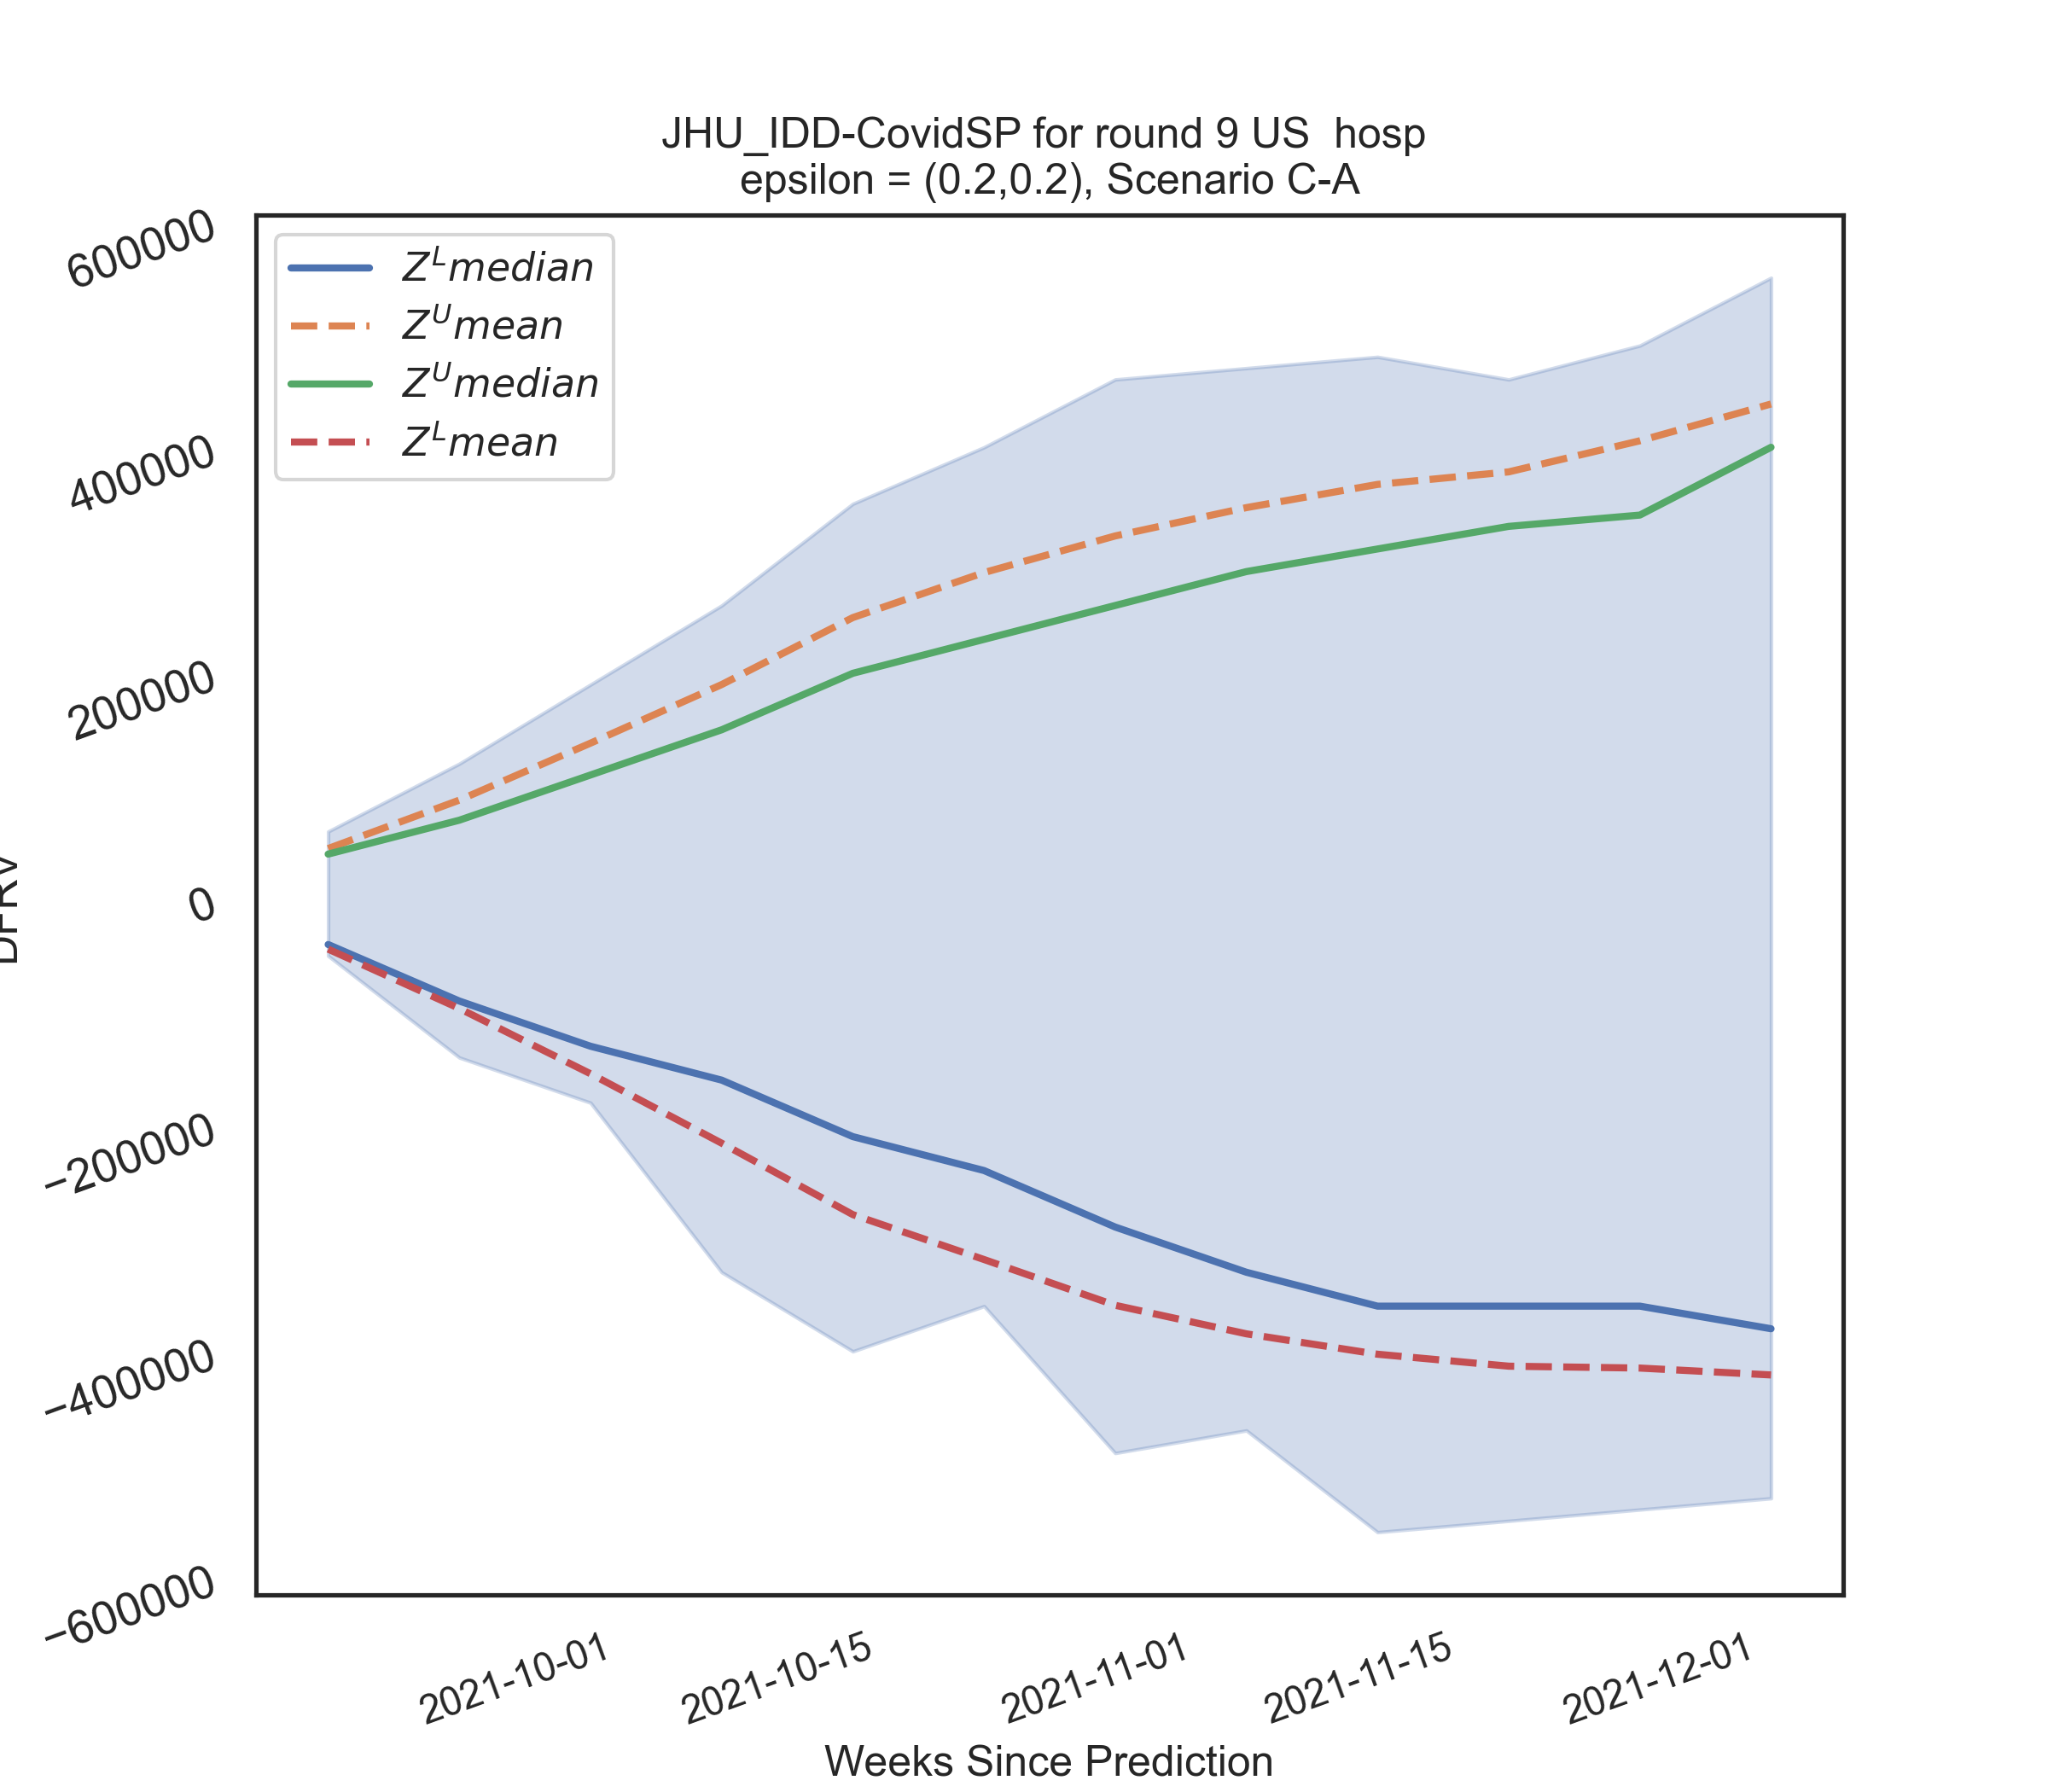 JHU_IDD-CovidSP for round 9 US  hosp
epsilon = (0.2,0.2), Scenario C-A
Z^L median
Z^U mean
Z^U median
Z^L mean
600000
400000
200000
0
−200000
−400000
−600000
2021-10-01
2021-10-15
2021-11-01
2021-11-15
2021-12-01
Weeks Since Prediction